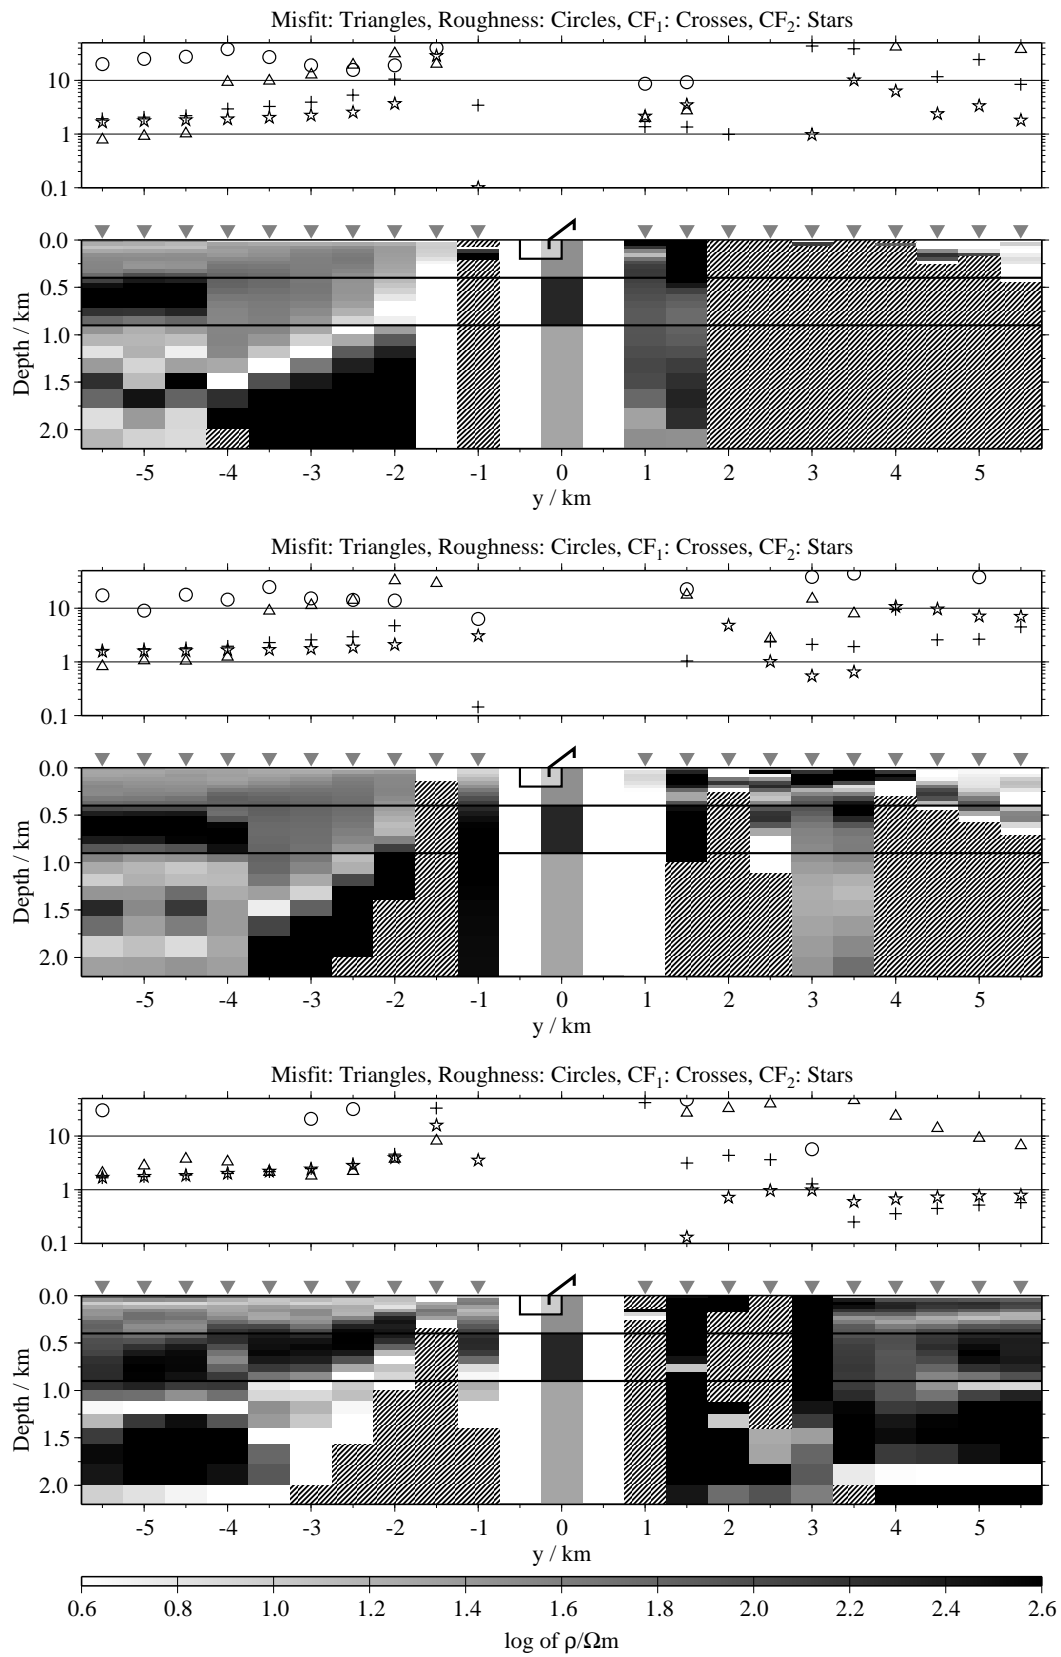 Misfit: Triangles, Roughness: Circles, CF₁: Crosses, CF₂: Stars
10
1
0.1
0.0
0.5
1.0
1.5
2.0
Depth / km
-5 -4 -3 -2 -1 0 1 2 3 4 5
y / km
Misfit: Triangles, Roughness: Circles, CF₁: Crosses, CF₂: Stars
10
1
0.1
0.0
0.5
1.0
1.5
2.0
Depth / km
-5 -4 -3 -2 -1 0 1 2 3 4 5
y / km
Misfit: Triangles, Roughness: Circles, CF₁: Crosses, CF₂: Stars
10
1
0.1
0.0
0.5
1.0
1.5
2.0
Depth / km
-5 -4 -3 -2 -1 0 1 2 3 4 5
y / km
0.6 0.8 1.0 1.2 1.4 1.6 1.8 2.0 2.2 2.4 2.6
log of ρ/Ωm